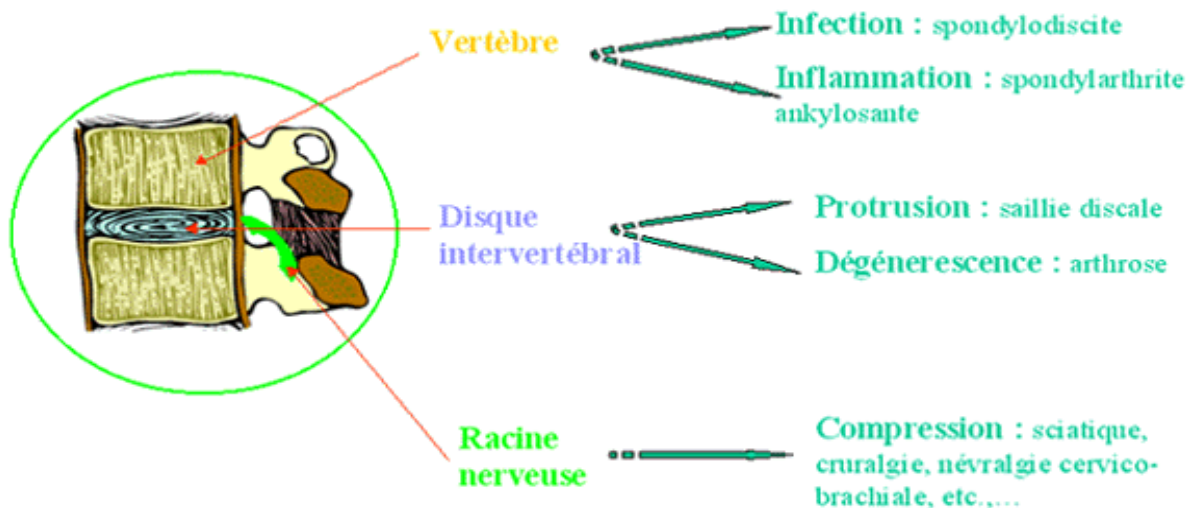 Vertèbre
Infection : spondylodiscite
Inflammation : spondylarthrite
ankylosante
Disque
intervertébral
Protrusion : saillie discale
Dégénerescence : arthrose
Racine
nerveuse
Compression : sciatique,
cruralgie, névralgie cervico-
brachiale, etc.,...